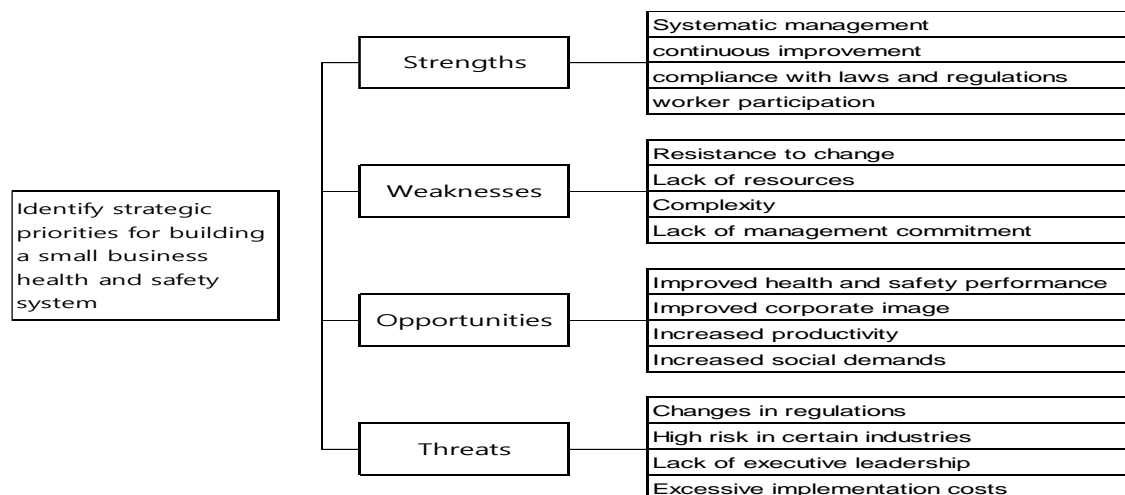 Identify strategic
priorities for building
a small business
health and safety
system
Strengths
Systematic management
continuous improvement
compliance with laws and regulations
worker participation
Weaknesses
Resistance to change
Lack of resources
Complexity
Lack of management commitment
Opportunities
Improved health and safety performance
Improved corporate image
Increased productivity
Increased social demands
Threats
Changes in regulations
High risk in certain industries
Lack of executive leadership
Excessive implementation costs